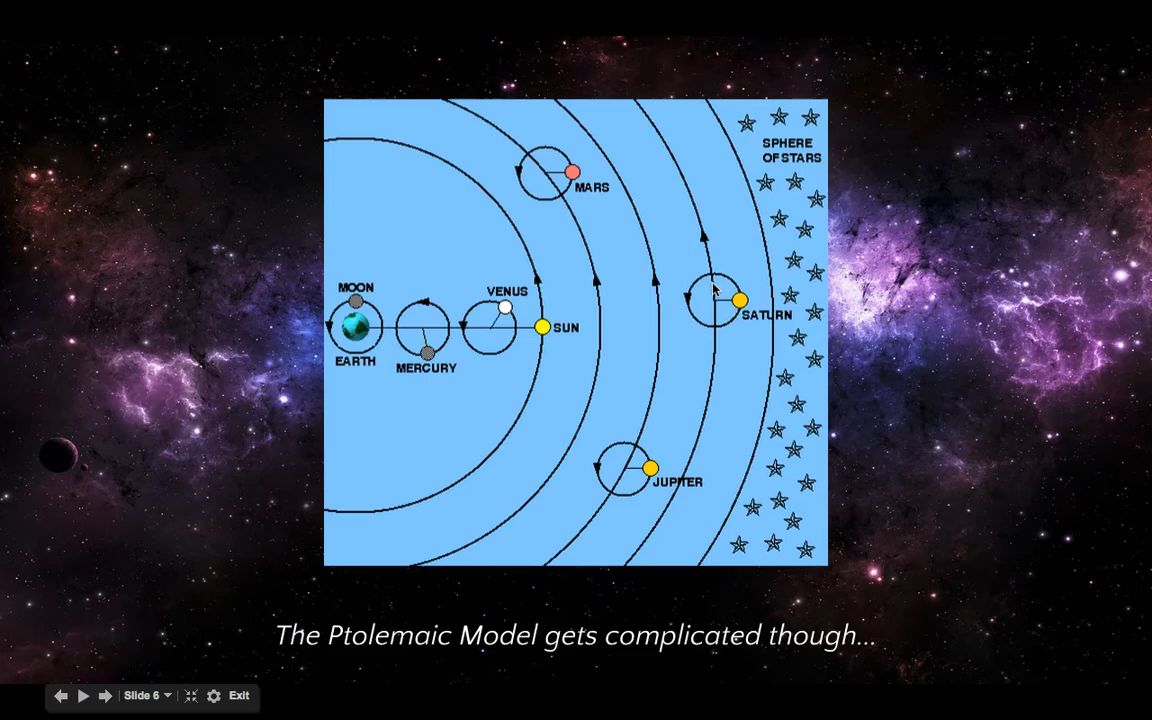 SPHERE
OF STARS
MARS
MOON
VENUS
SATURN
SUN
EARTH
MERCURY
JUPITER
The Ptolemaic Model gets complicated though...
Slide 6
Exit